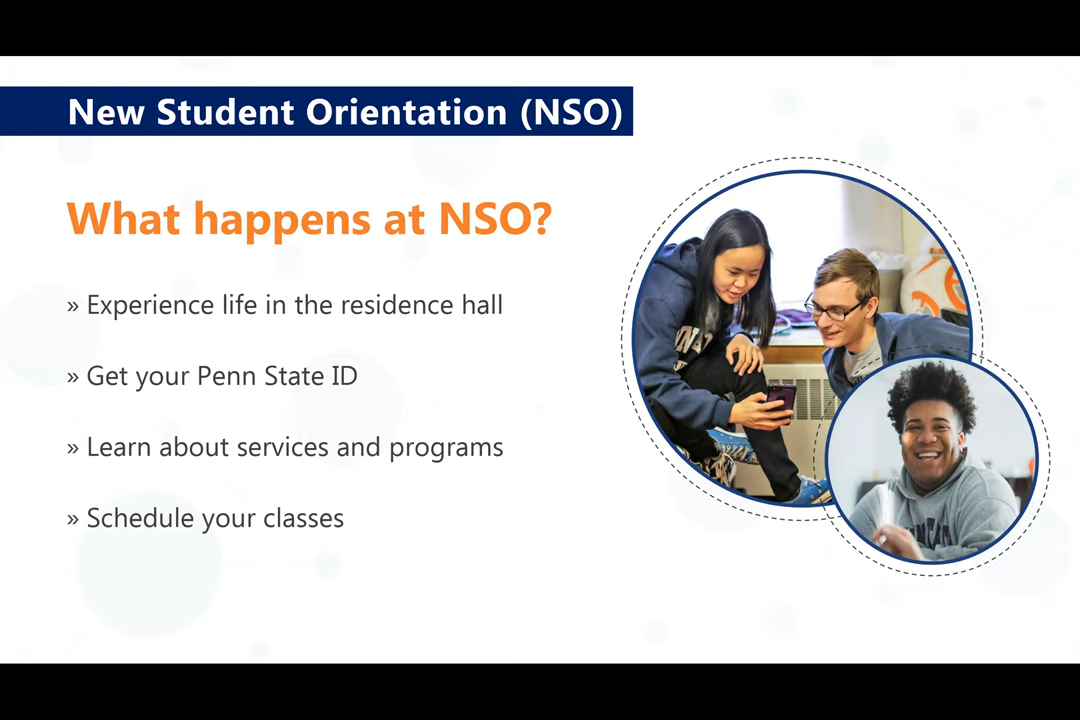 New Student Orientation (NSO)
What happens at NSO?
» Experience life in the residence hall
» Get your Penn State ID
» Learn about services and programs
» Schedule your classes